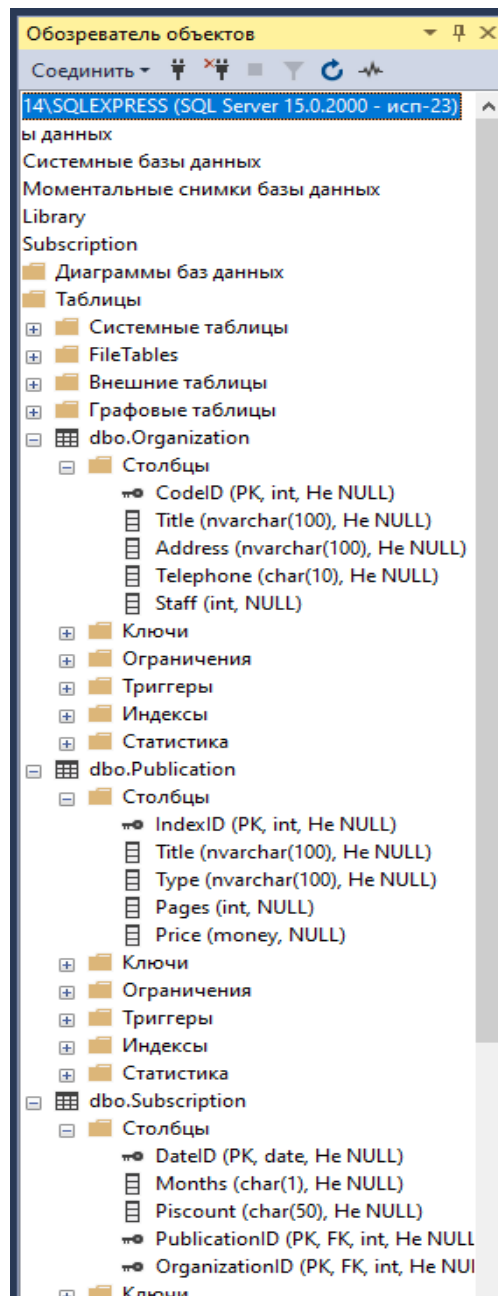 Обозреватель объектов
Соединить
14\SQLEXPRESS (SQL Server 15.0.2000 - исп-23)
ы данных
Системные базы данных
Моментальные снимки базы данных
Library
Subscription
Диаграммы баз данных
Таблицы
Системные таблицы
FileTables
Внешние таблицы
Графовые таблицы
dbo.Organization
Столбцы
CodeID (PK, int, Не NULL)
Title (nvarchar(100), Не NULL)
Address (nvarchar(100), Не NULL)
Telephone (char(10), Не NULL)
Staff (int, NULL)
Ключи
Ограничения
Триггеры
Индексы
Статистика
dbo.Publication
Столбцы
IndexID (PK, int, Не NULL)
Title (nvarchar(100), Не NULL)
Type (nvarchar(100), Не NULL)
Pages (int, NULL)
Price (money, NULL)
Ключи
Ограничения
Триггеры
Индексы
Статистика
dbo.Subscription
Столбцы
DateID (PK, date, Не NULL)
Months (char(1), Не NULL)
Piscount (char(50), Не NULL)
PublicationID (PK, FK, int, Не NULL
OrganizationID (PK, FK, int, Не NUI
Ключи